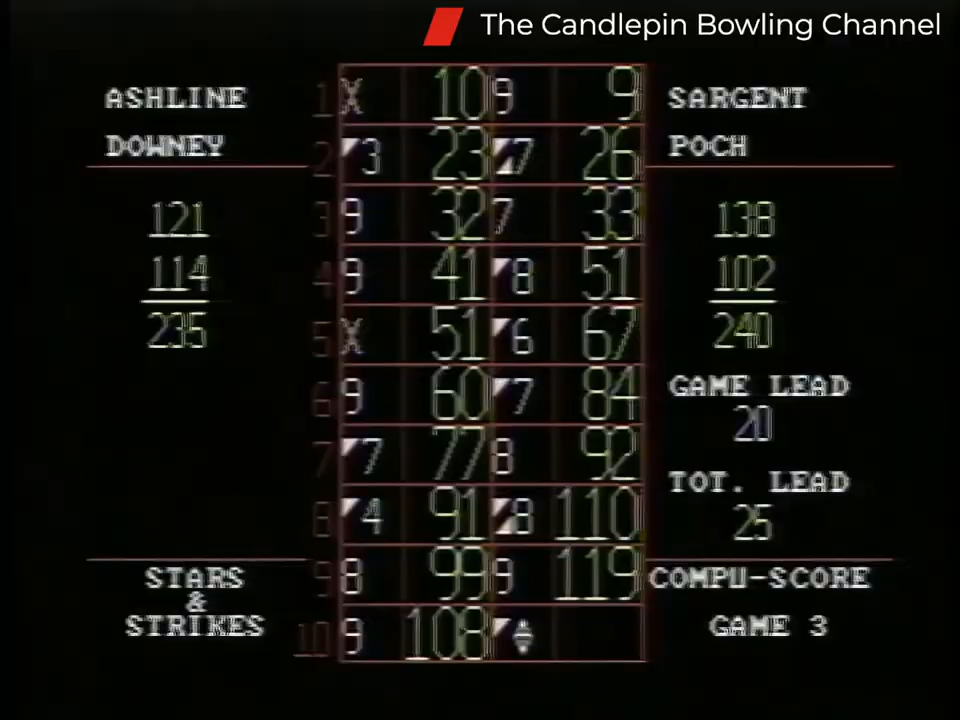 The Candlepin Bowling Channel
ASHLINE 1 X 10 9 9 SARGENT
DOWNEY 2 3 23 7 26 POCH
121 3 9 32 7 33 138
114 4 9 41 8 51 102
235 5 X 51 6 67 240
6 9 60 7 84 GAME LEAD
20
7 7 77 8 92
TOT. LEAD
8 4 91 8 110 25
STARS 9 8 99 9 119 COMPU-SCORE
&
STRIKES 10 9 108 GAME 3